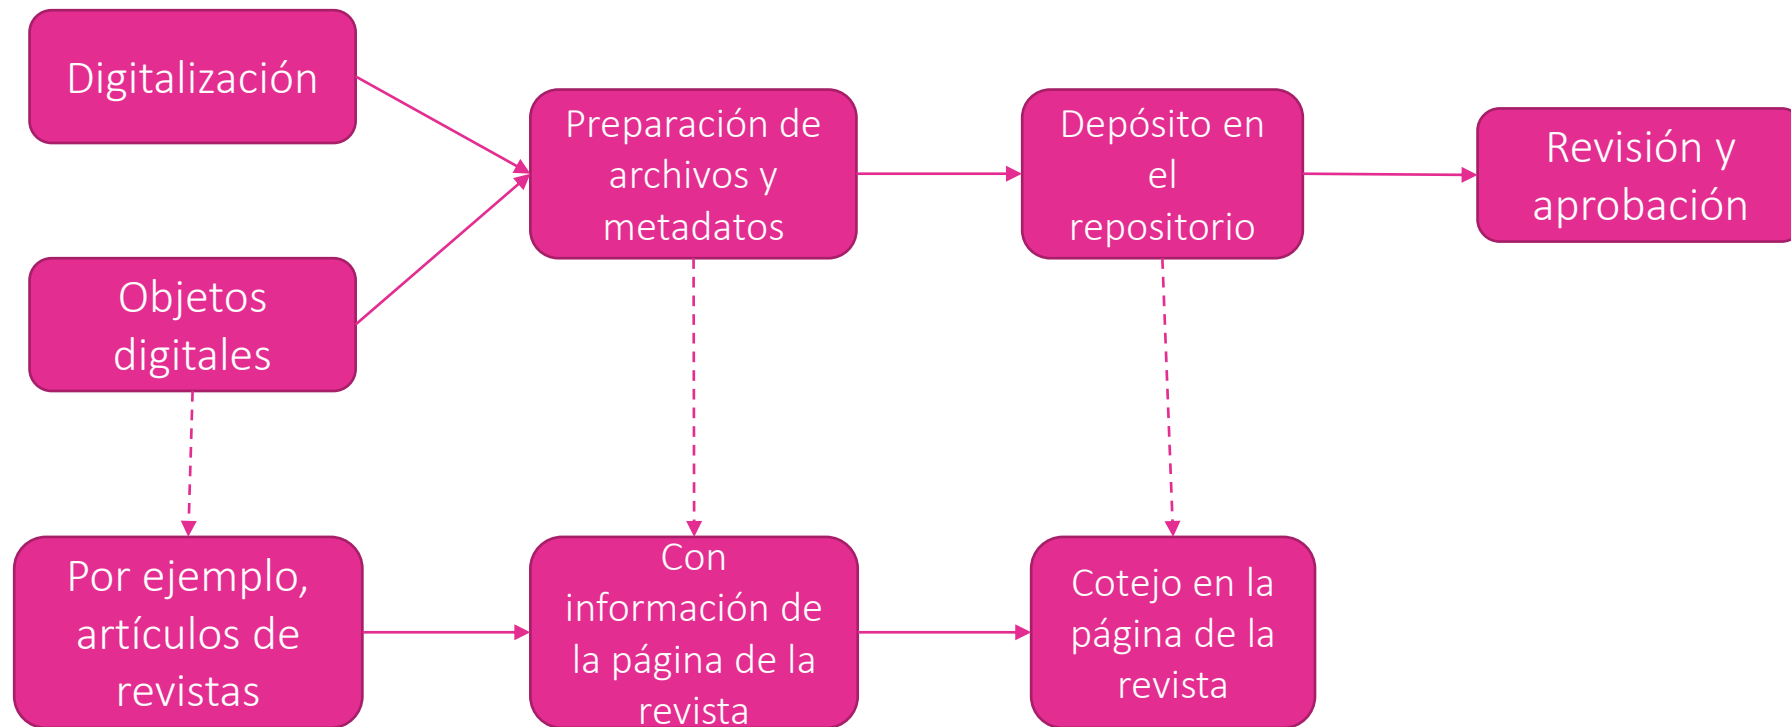 Digitalización
Preparación de
archivos y
metadatos
Depósito en
el
repositorio
Revisión y
aprobación
Objetos
digitales
Por ejemplo,
artículos de
revistas
Con
información de
la página de la
revista
Cotejo en la
página de la
revista